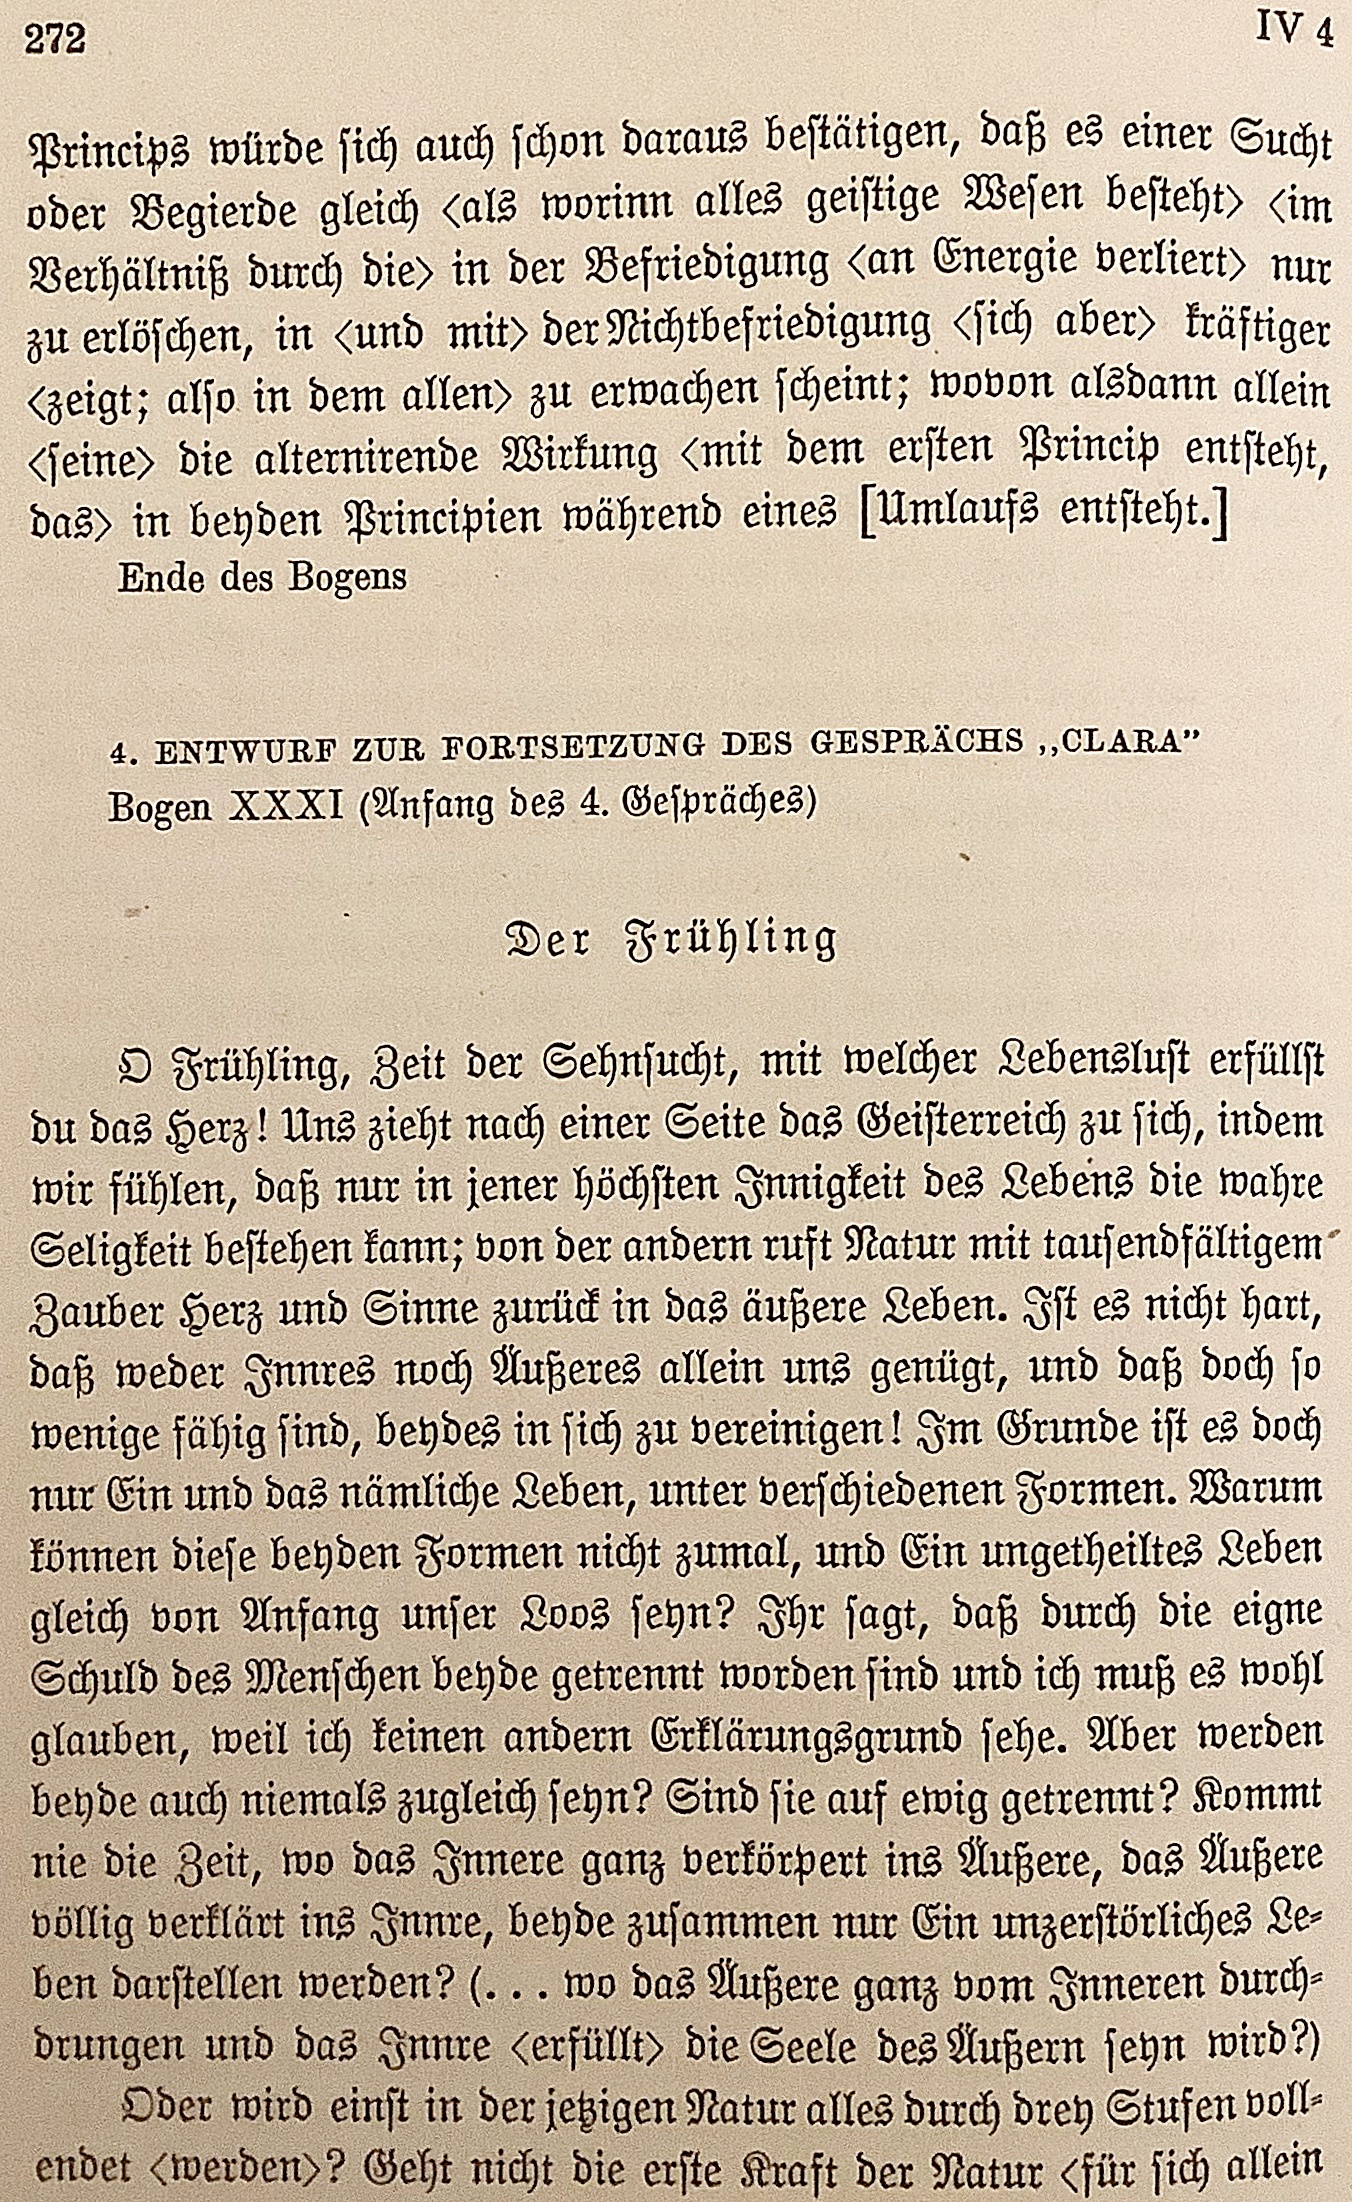 272
IV 4
Princips würde sich auch schon daraus bestätigen, daß es einer Sucht
oder Begierde gleich <als worinn alles geistige Wesen besteht> <im
Verhältniß durch die> in der Befriedigung <an Energie verliert> nur
zu erlöschen, in <und mit> der Nichtbefriedigung <sich aber> kräftiger
<zeigt; also in dem allen> zu erwachen scheint; wovon alsdann allein
<seine> die alternirende Wirkung <mit dem ersten Princip entsteht,
das> in beyden Principien während eines [Umlaufs entsteht.]
Ende des Bogens
4. ENTWURF ZUR FORTSETZUNG DES GESPRÄCHS „CLARA”
Bogen XXXI (Anfang des 4. Gespräches)
Der Frühling
O Frühling, Zeit der Sehnsucht, mit welcher Lebenslust erfüllst
du das Herz! Uns zieht nach einer Seite das Geisterreich zu sich, indem
wir fühlen, daß nur in jener höchsten Innigkeit des Lebens die wahre
Seligkeit bestehen kann; von der andern ruft Natur mit tausendfältigem
Zauber Herz und Sinne zurück in das äußere Leben. Ist es nicht hart,
daß weder Innres noch Äußeres allein uns genügt, und daß doch so
wenige fähig sind, beydes in sich zu vereinigen! Im Grunde ist es doch
nur Ein und das nämliche Leben, unter verschiedenen Formen. Warum
können diese beyden Formen nicht zumal, und Ein ungetheiltes Leben
gleich von Anfang unser Loos seyn? Ihr sagt, daß durch die eigne
Schuld des Menschen beyde getrennt worden sind und ich muß es wohl
glauben, weil ich keinen andern Erklärungsgrund sehe. Aber werden
beyde auch niemals zugleich seyn? Sind sie auf ewig getrennt? Kommt
nie die Zeit, wo das Innere ganz verkörpert ins Äußere, das Äußere
völlig verklärt ins Innre, beyde zusammen nur Ein unzerstörliches Le-
ben darstellen werden? (. . . wo das Äußere ganz vom Inneren durch-
drungen und das Innre <erfüllt> die Seele des Äußern seyn wird?)
Oder wird einst in der jetzigen Natur alles durch drey Stufen voll-
endet <werden>? Geht nicht die erste Kraft der Natur <für sich allein